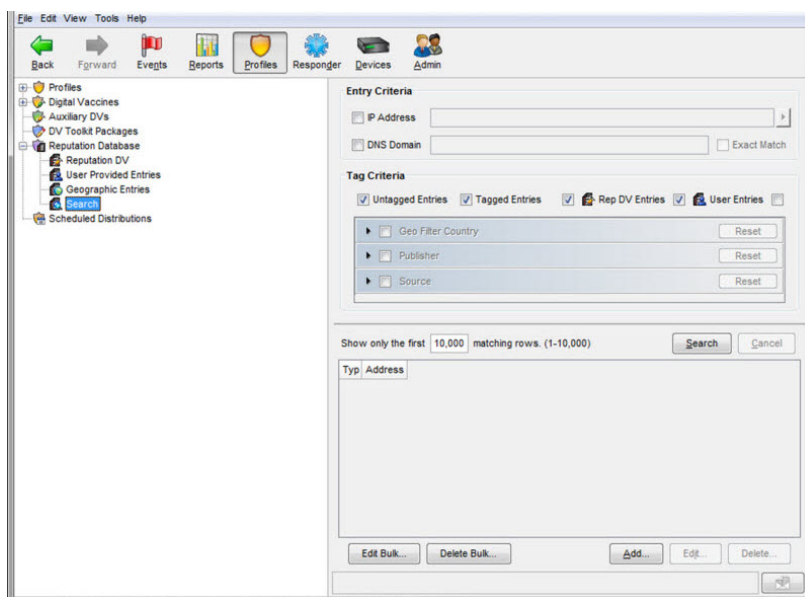 File Edit View Tools Help
Back Forward Events Reports Profiles Responder Devices Admin
Profiles
Digital Vaccines
Auxiliary DVs
DV Toolkit Packages
Reputation Database
Reputation DV
User Provided Entries
Geographic Entries
Search
Scheduled Distributions
Entry Criteria
IP Address
DNS Domain Exact Match
Tag Criteria
Untagged Entries Tagged Entries Rep DV Entries User Entries
Geo Filter Country Reset
Publisher Reset
Source Reset
Show only the first 10,000 matching rows. (1-10,000) Search Cancel
Typ Address
Edit Bulk... Delete Bulk... Add... Edit... Delete...